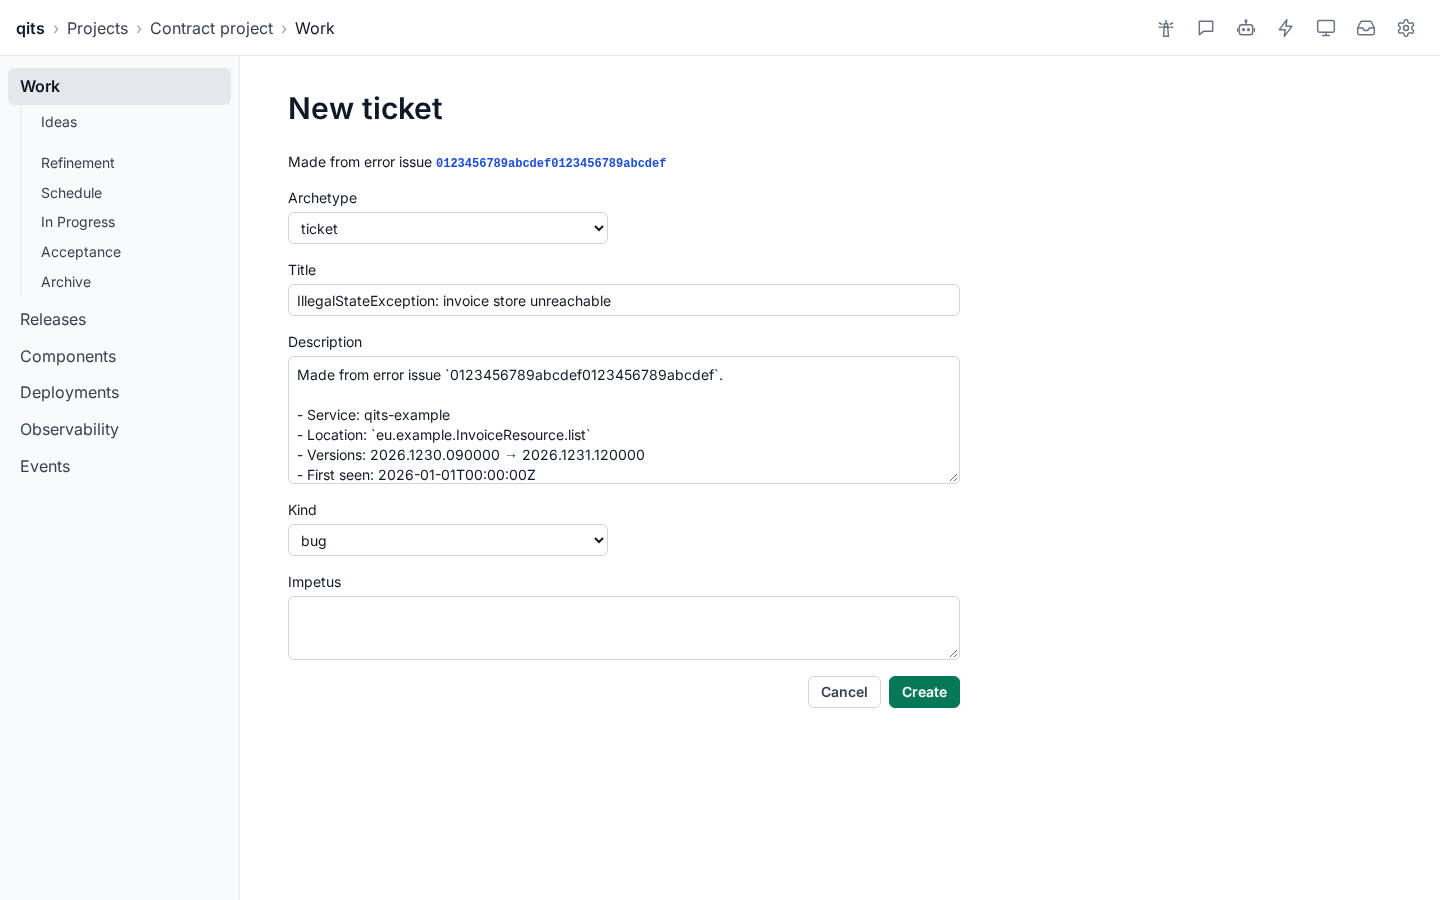 qits › Projects › Contract project › Work
Work
Ideas
Refinement
Schedule
In Progress
Acceptance
Archive
Releases
Components
Deployments
Observability
Events
New ticket
Made from error issue 0123456789abcdef0123456789abcdef
Archetype
ticket
Title
IllegalStateException: invoice store unreachable
Description
Made from error issue `0123456789abcdef0123456789abcdef`.
- Service: qits-example
- Location: `eu.example.InvoiceResource.list`
- Versions: 2026.1230.090000 → 2026.1231.120000
- First seen: 2026-01-01T00:00:00Z
Kind
bug
Impetus
Cancel
Create